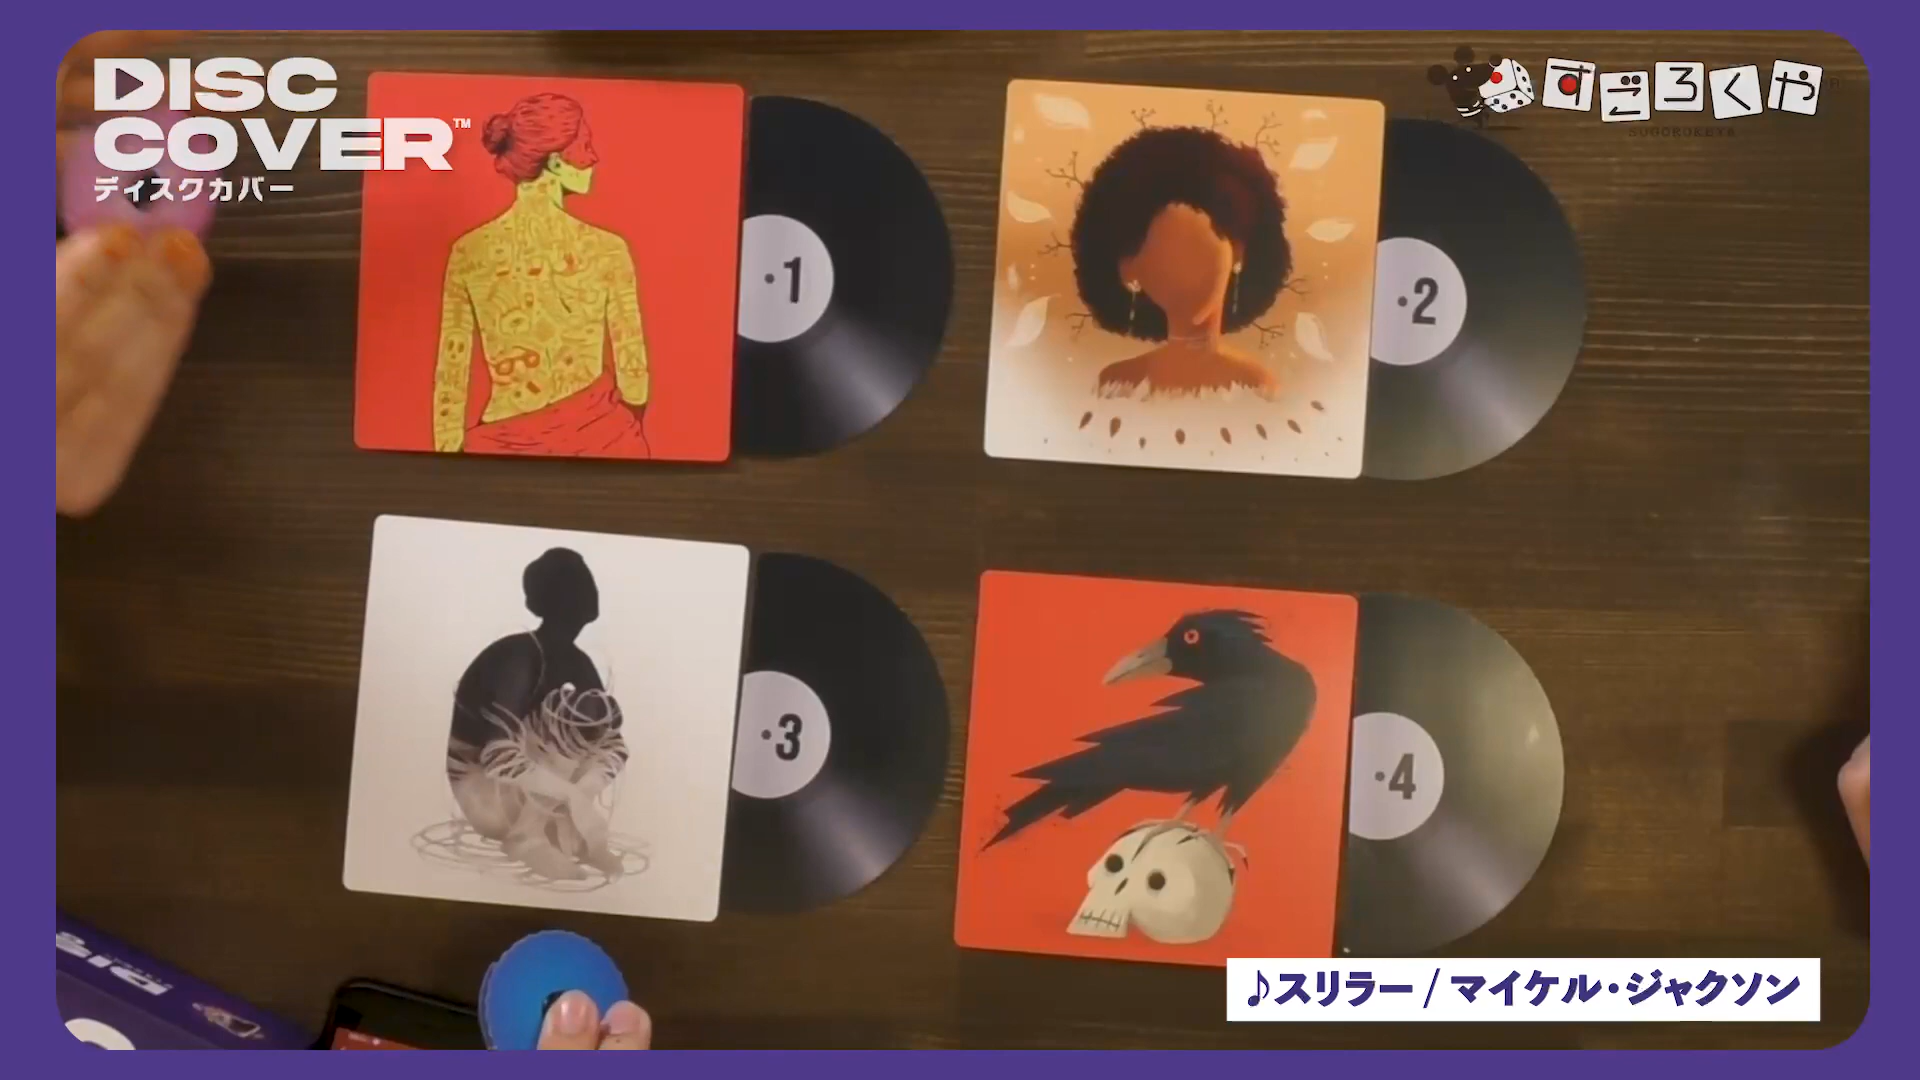 DISC
COVER™
ディスクカバー
すごろくや
SUGOROKUYA
·1
·2
·3
·4
♪スリラー / マイケル・ジャクソン